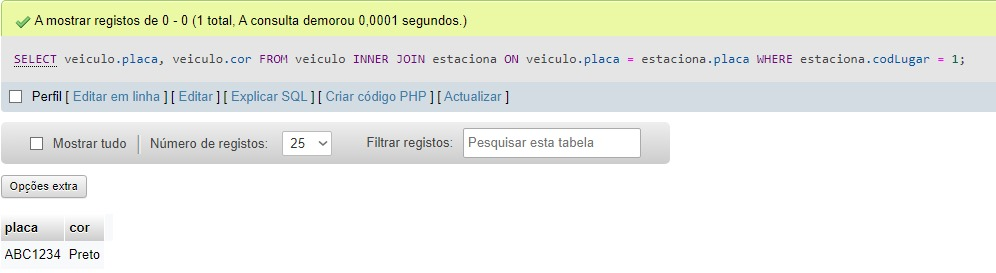 A mostrar registos de 0 - 0 (1 total, A consulta demorou 0,0001 segundos.)
SELECT veiculo.placa, veiculo.cor FROM veiculo INNER JOIN estaciona ON veiculo.placa = estaciona.placa WHERE estaciona.codLugar = 1;
Perfil [ Editar em linha ] [ Editar ] [ Explicar SQL ] [ Criar código PHP ] [ Actualizar ]
Mostrar tudo | Número de registos: 25 Filtrar registos: Pesquisar esta tabela
Opções extra
placa cor
ABC1234 Preto